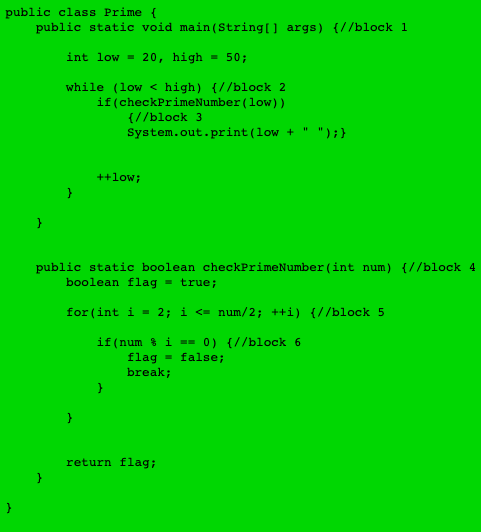 public class Prime {
    public static void main(String[] args) {//block 1
        int low = 20, high = 50;
        while (low < high) {//block 2
            if(checkPrimeNumber(low))
                {//block 3
                System.out.print(low + " ");}
            ++low;
        }
    }
    public static boolean checkPrimeNumber(int num) {//block 4
        boolean flag = true;
        for(int i = 2; i <= num/2; ++i) {//block 5
            if(num % i == 0) {//block 6
                flag = false;
                break;
            }
        }
        return flag;
    }
}